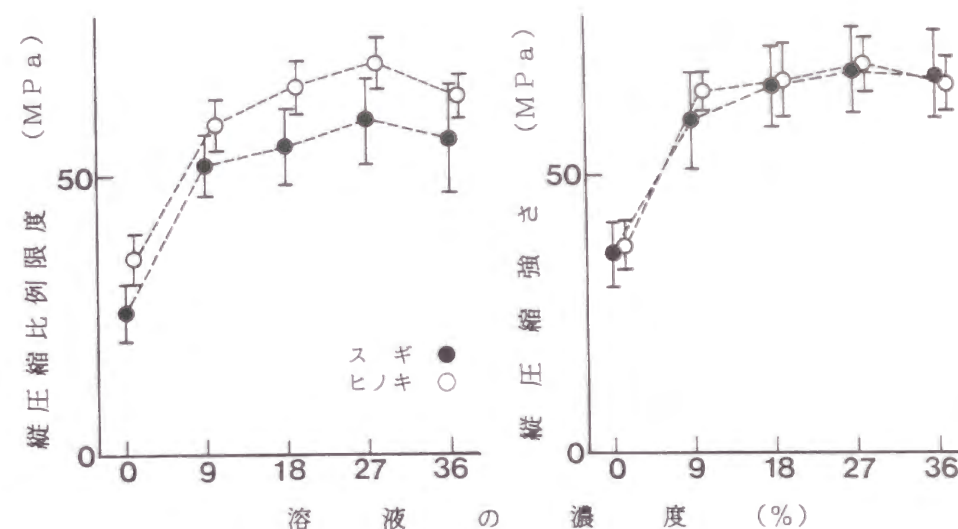 縦圧縮比例限度 (MPa)
50
0
スギ ●
ヒノキ ○
0 9 18 27 36
縦圧縮強さ (MPa)
50
0
0 9 18 27 36
溶液の濃度(%)